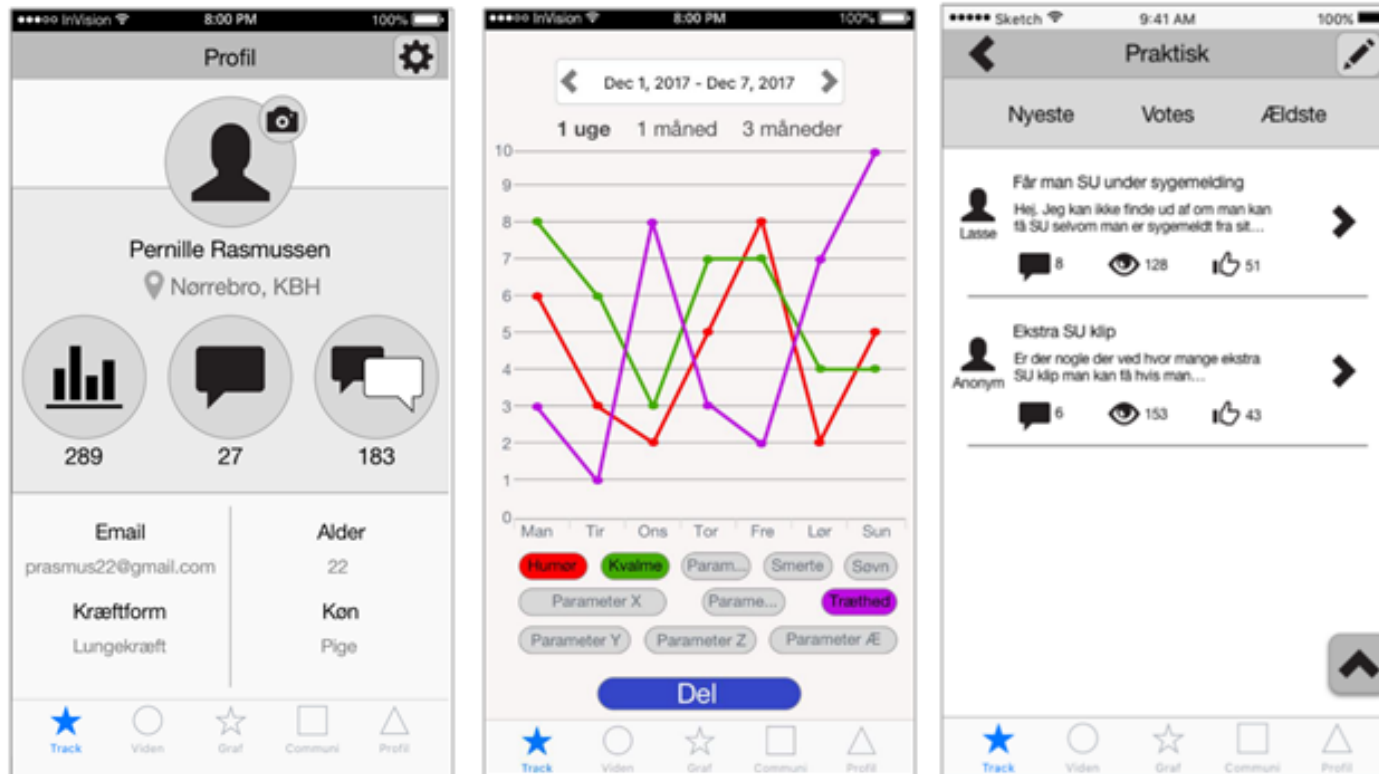 InVision 8:00 PM 100%
Profil
Pernille Rasmussen
Nørrebro, KBH
289 27 183
Email Alder
prasmus22@gmail.com 22
Kræftform Køn
Lungekræft Pige
Track Viden Graf Communi Profil
InVision 8:00 PM 100%
Dec 1, 2017 - Dec 7, 2017
1 uge 1 måned 3 måneder
10
9
8
7
6
5
4
3
2
1
0
Man Tir Ons Tor Fre Lør Sun
Humør Kvalme Param... Smerte Søvn
Parameter X Parame... Træthed
Parameter Y Parameter Z Parameter Æ
Del
Track Viden Graf Communi Profil
Sketch 9:41 AM 100%
Praktisk
Nyeste Votes Ældste
Får man SU under sygemelding
Hej. Jeg kan ikke finde ud af om man kan
få SU selvom man er sygemeldt fra sit...
Lasse
8 128 51
Ekstra SU klip
Er der nogle der ved hvor mange ekstra
SU klip man kan få hvis man...
Anonym
6 153 43
Track Viden Graf Communi Profil